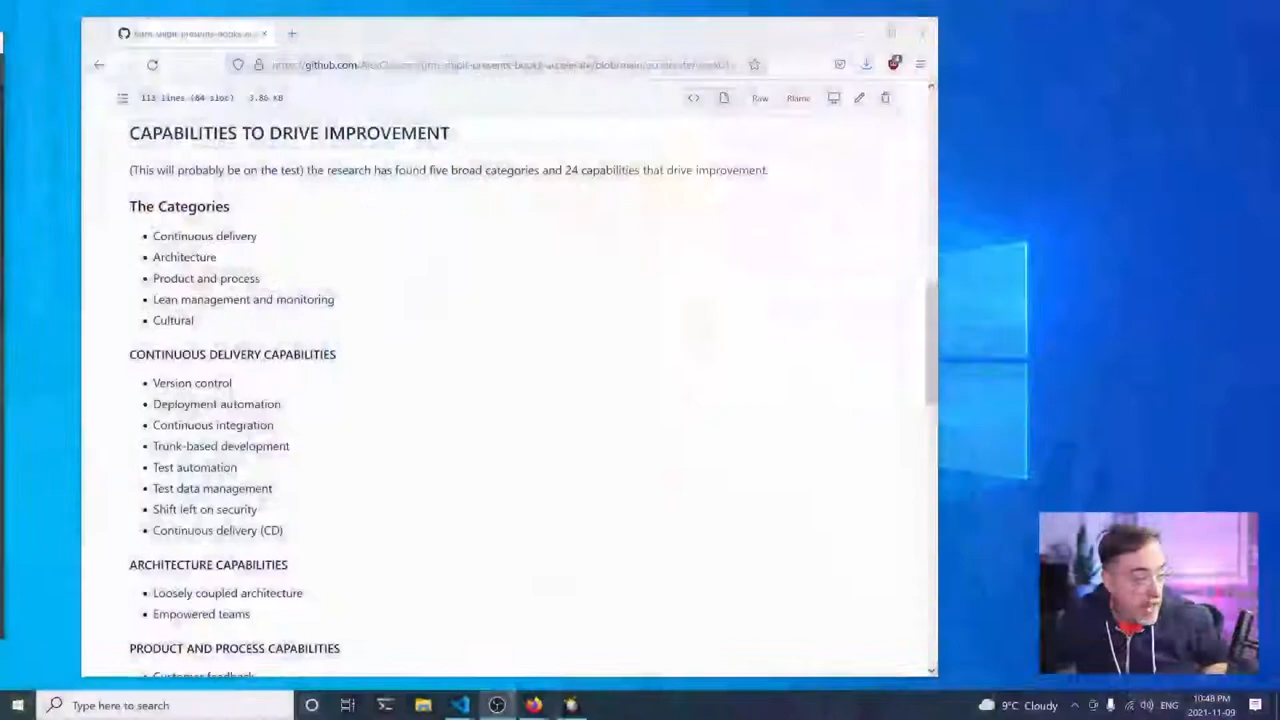 113 lines (84 sloc) 3.86 KB
Raw
Blame
CAPABILITIES TO DRIVE IMPROVEMENT
(This will probably be on the test) the research has found five broad categories and 24 capabilities that drive improvement.
The Categories
Continuous delivery
Architecture
Product and process
Lean management and monitoring
Cultural
CONTINUOUS DELIVERY CAPABILITIES
Version control
Deployment automation
Continuous integration
Trunk-based development
Test automation
Test data management
Shift left on security
Continuous delivery (CD)
ARCHITECTURE CAPABILITIES
Loosely coupled architecture
Empowered teams
PRODUCT AND PROCESS CAPABILITIES
Customer feedback
Type here to search
9°C Cloudy
ENG
10:48 PM
2021-11-09